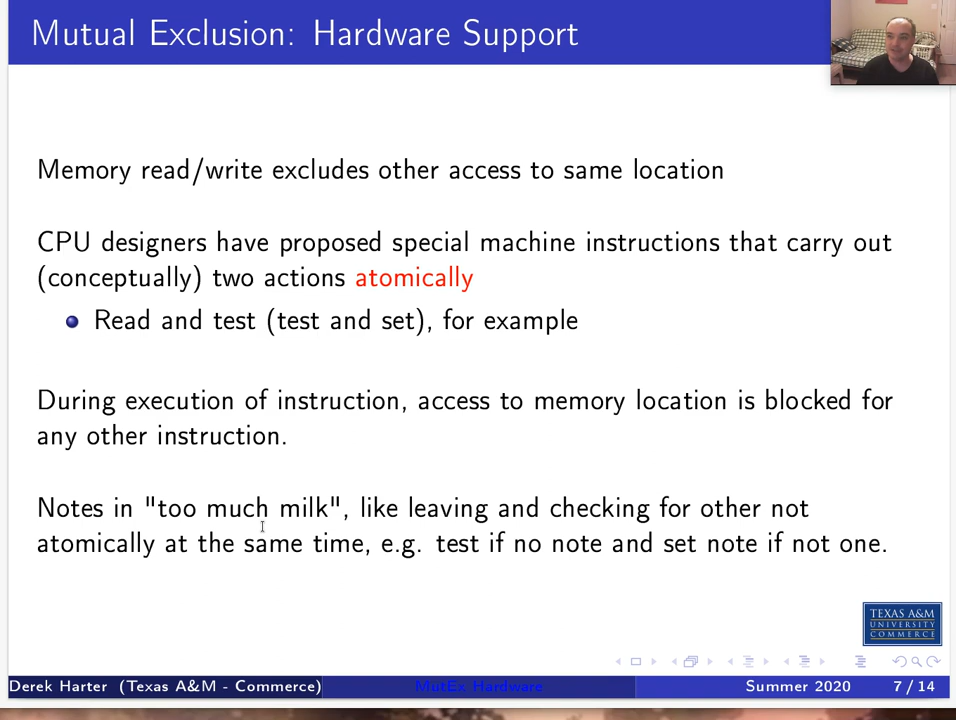 Mutual Exclusion: Hardware Support
Memory read/write excludes other access to same location
CPU designers have proposed special machine instructions that carry out
(conceptually) two actions atomically
Read and test (test and set), for example
During execution of instruction, access to memory location is blocked for
any other instruction.
Notes in "too much milk", like leaving and checking for other not
atomically at the same time, e.g. test if no note and set note if not one.
TEXAS A&M
UNIVERSITY
COMMERCE
Derek Harter (Texas A&M - Commerce) MutEx Hardware Summer 2020 7 / 14